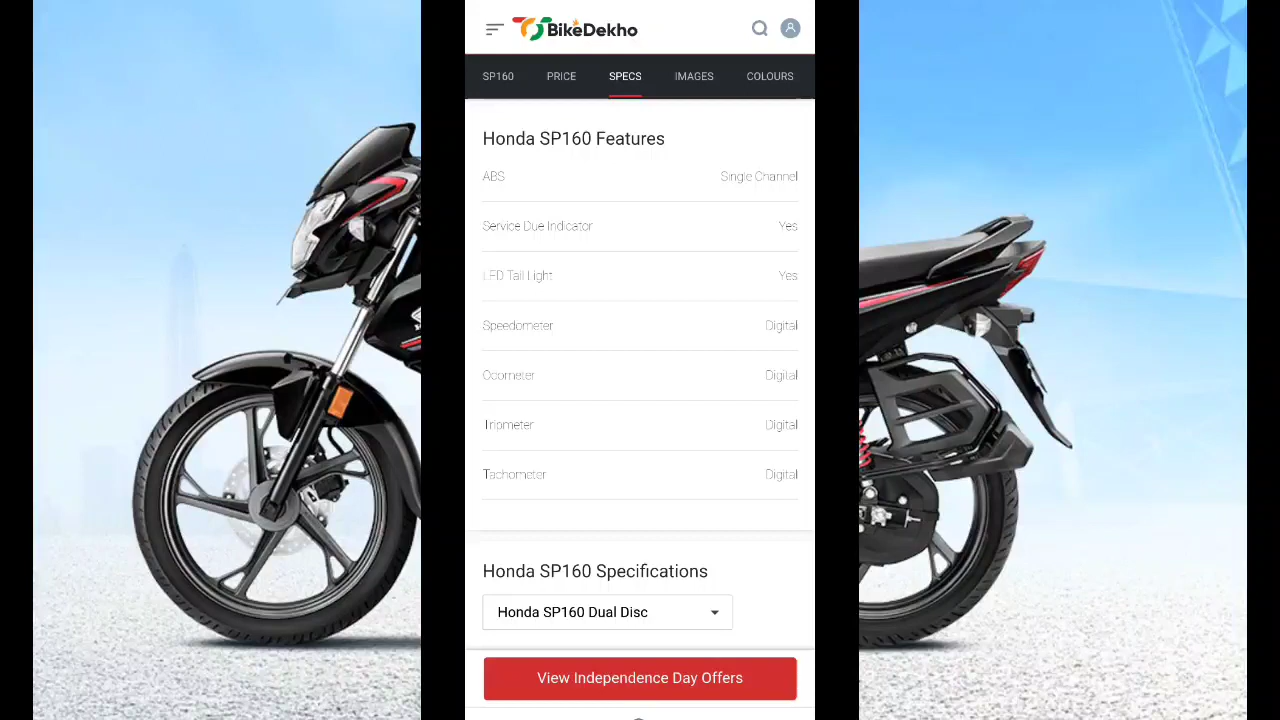 BikeDekho
SP160 PRICE SPECS IMAGES COLOURS
Honda SP160 Features
ABS Single Channel
Service Due Indicator Yes
LED Tail Light Yes
Speedometer Digital
Odometer Digital
Tripmeter Digital
Tachometer Digital
Honda SP160 Specifications
Honda SP160 Dual Disc
View Independence Day Offers